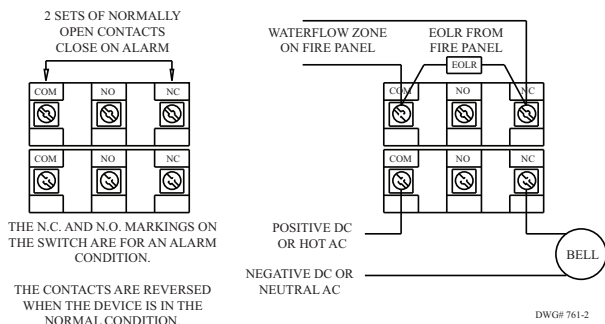 2 SETS OF NORMALLY
OPEN CONTACTS
CLOSE ON ALARM
COM NO NC
COM NO NC
THE N.C. AND N.O. MARKINGS ON
THE SWITCH ARE FOR AN ALARM
CONDITION.
THE CONTACTS ARE REVERSED
WHEN THE DEVICE IS IN THE
NORMAL CONDITION.
WATERFLOW ZONE
ON FIRE PANEL
EOLR FROM
FIRE PANEL
EOLR
COM NO NC
COM NO NC
POSITIVE DC
OR HOT AC
NEGATIVE DC OR
NEUTRAL AC
BELL
DWG# 761-2